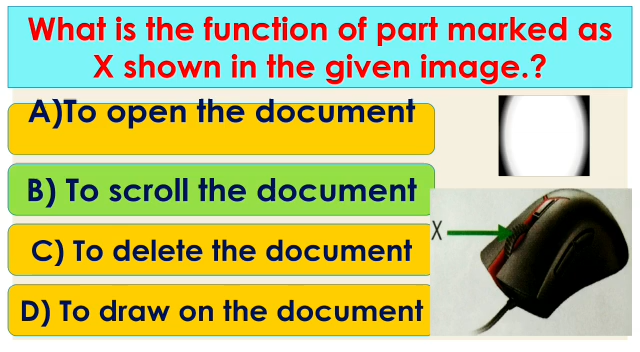 What is the function of part marked as
X shown in the given image.?
A)To open the document
B) To scroll the document
X
C) To delete the document
D) To draw on the document